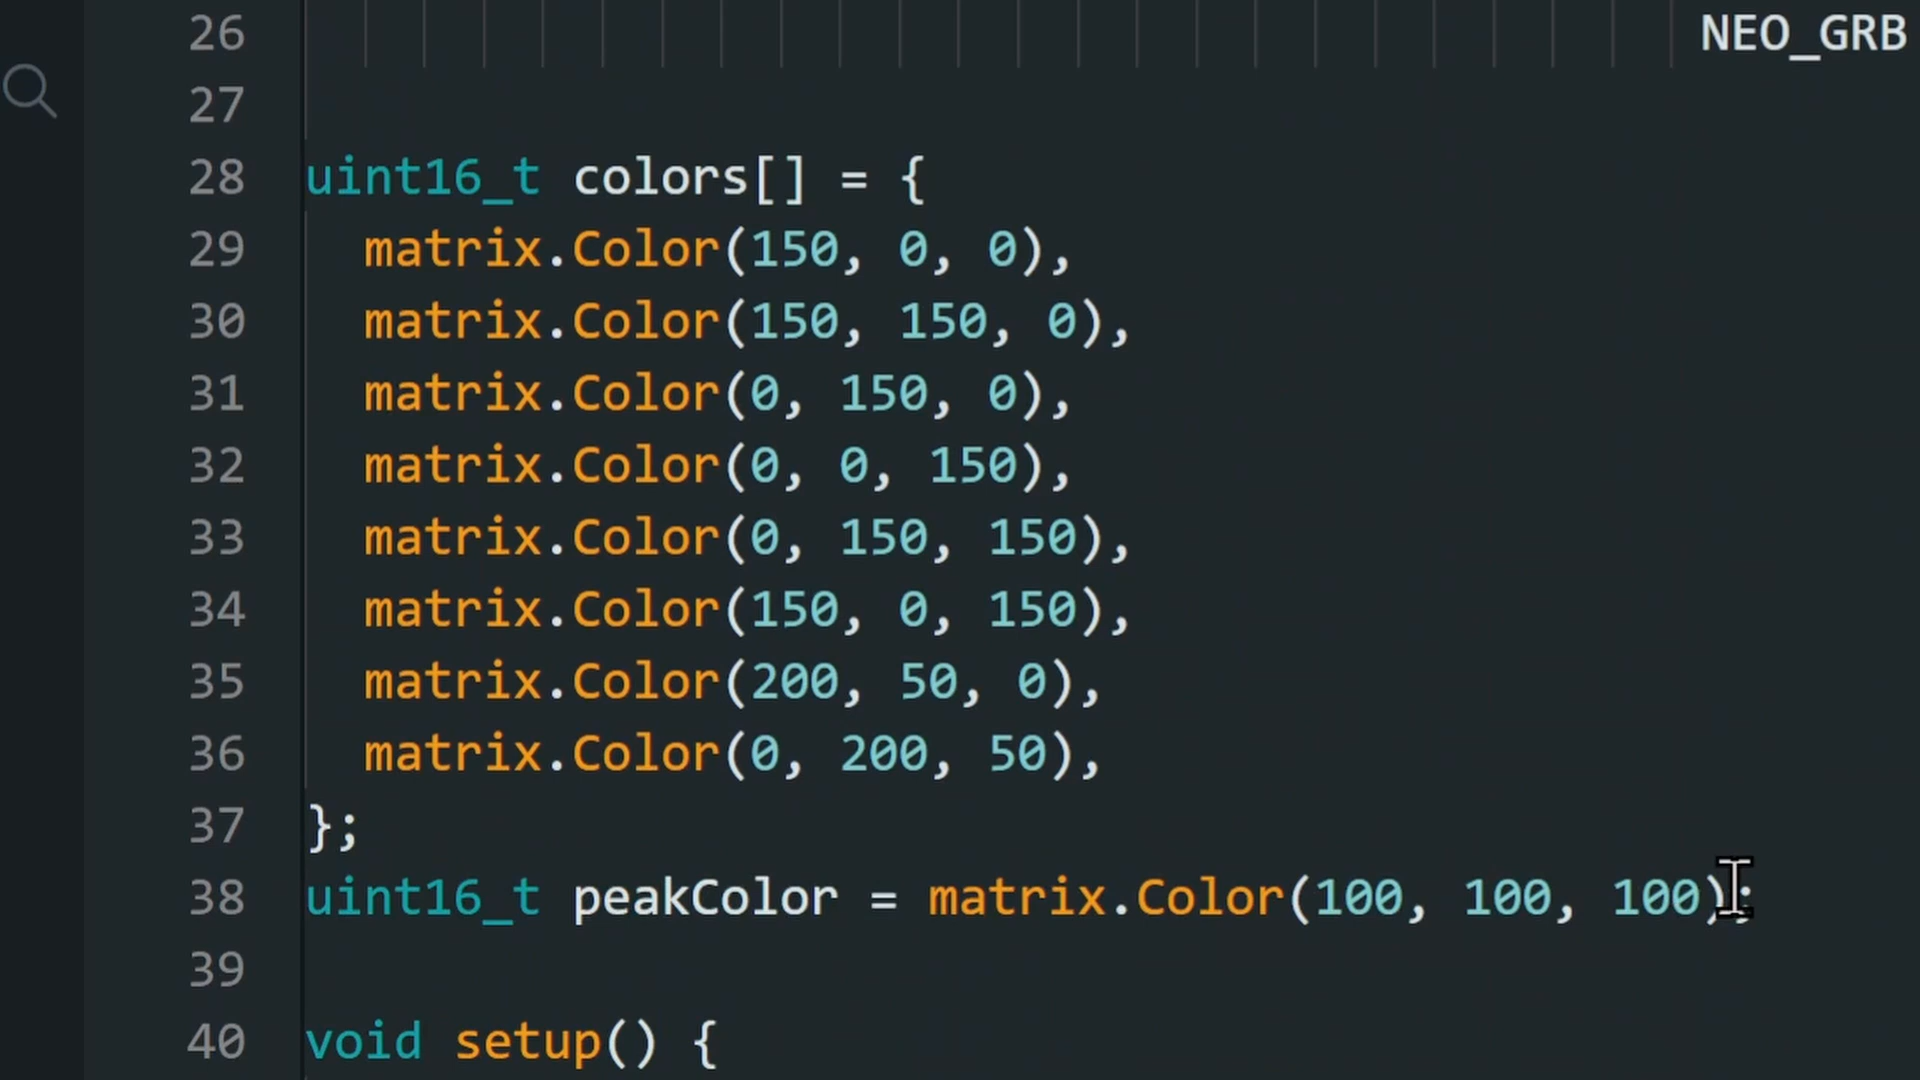 26 NEO_GRB
27
28 uint16_t colors[] = {
29 matrix.Color(150, 0, 0),
30 matrix.Color(150, 150, 0),
31 matrix.Color(0, 150, 0),
32 matrix.Color(0, 0, 150),
33 matrix.Color(0, 150, 150),
34 matrix.Color(150, 0, 150),
35 matrix.Color(200, 50, 0),
36 matrix.Color(0, 200, 50),
37 };
38 uint16_t peakColor = matrix.Color(100, 100, 100);
39
40 void setup() {